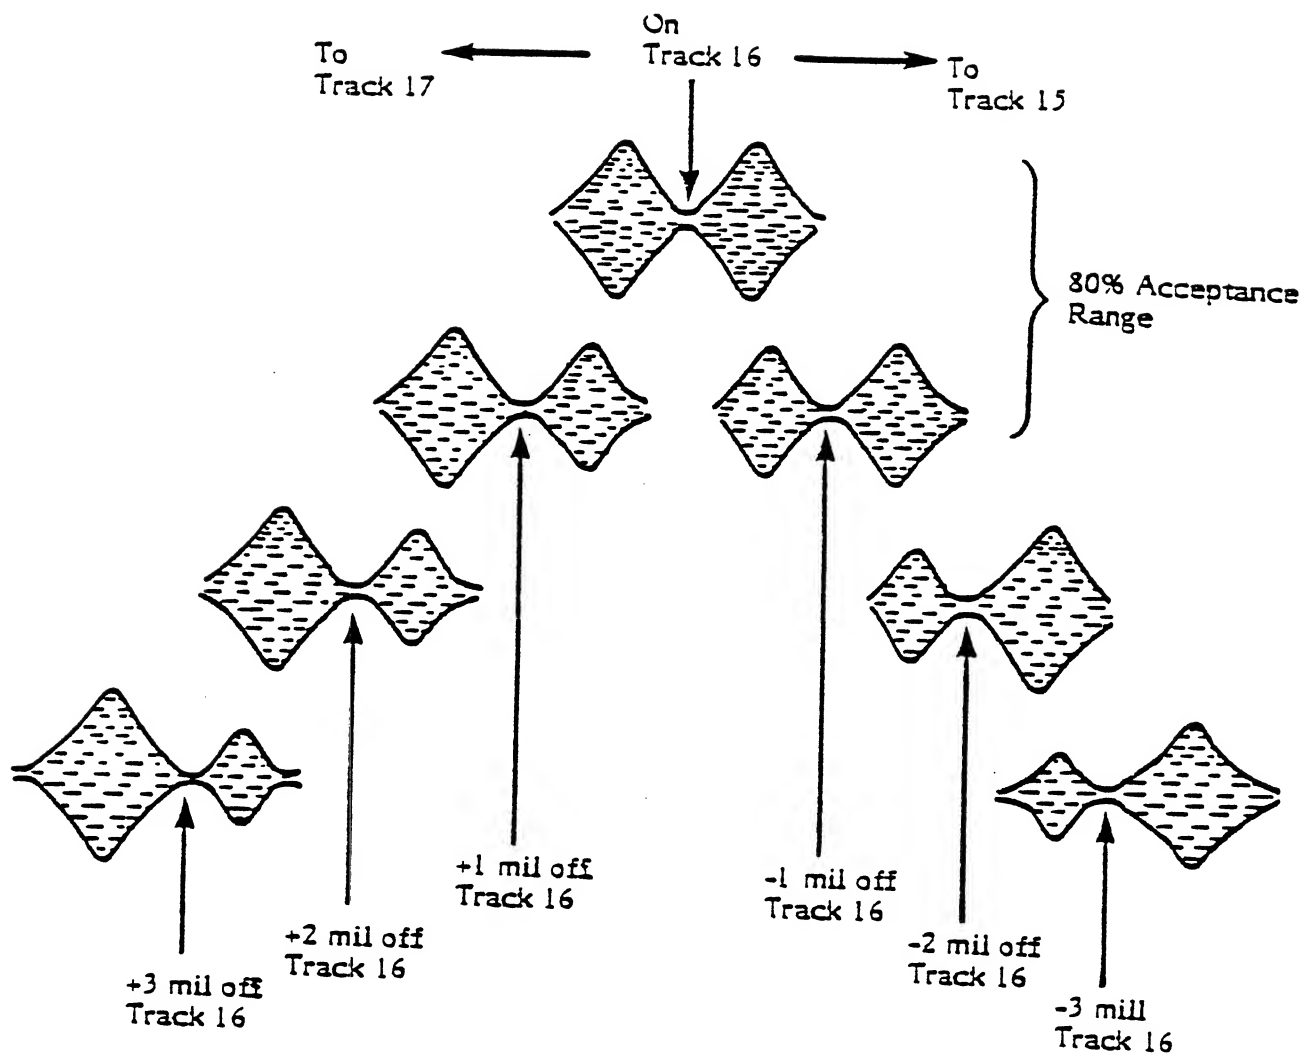 On
Track 16
To
Track 17
To
Track 15
80% Acceptance
Range
+1 mil off
Track 16
-1 mil off
Track 16
+2 mil off
Track 16
-2 mil off
Track 16
+3 mil off
Track 16
-3 mill
Track 16